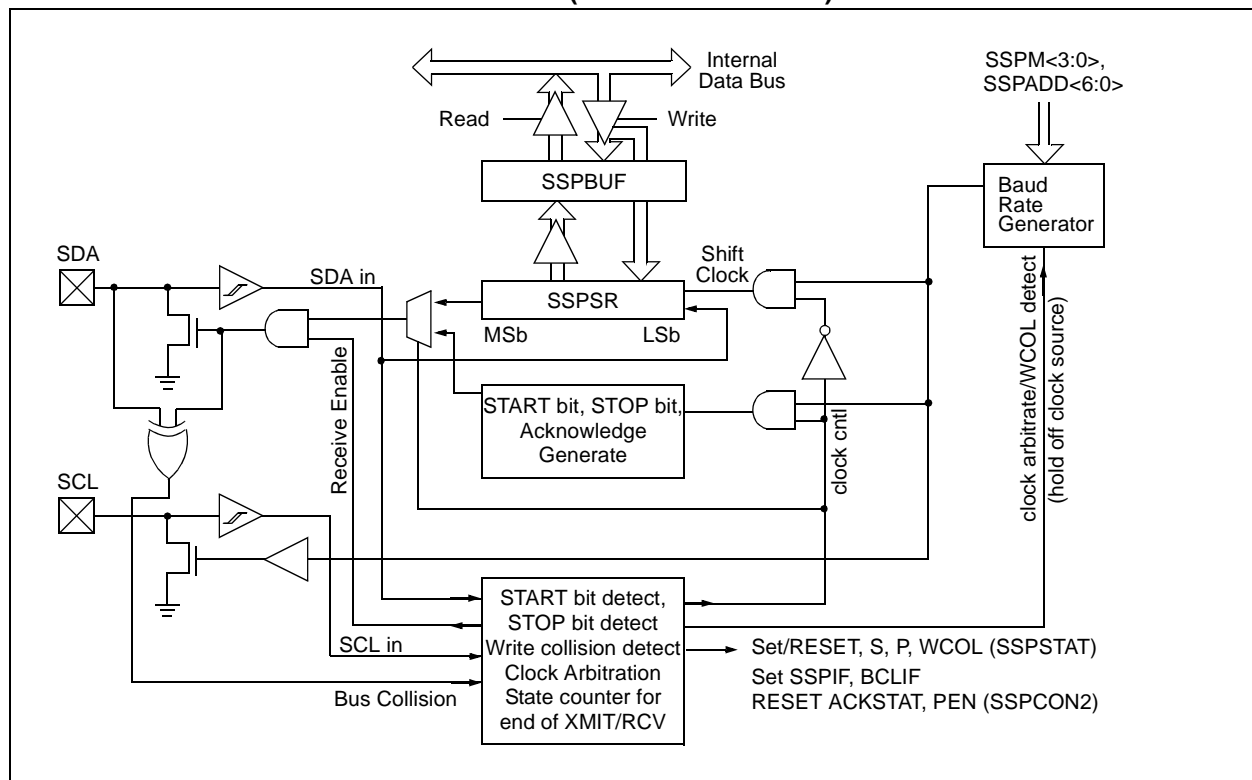 Internal
Data Bus
SSPM<3:0>,
SSPADD<6:0>
Read
Write
SSPBUF
Baud
Rate
Generator
SDA
SDA in
Shift
Clock
SSPSR
MSb
LSb
START bit, STOP bit,
Acknowledge
Generate
Receive Enable
clock cntl
clock arbitrate/WCOL detect
(hold off clock source)
SCL
SCL in
Bus Collision
START bit detect,
STOP bit detect
Write collision detect
Clock Arbitration
State counter for
end of XMIT/RCV
Set/RESET, S, P, WCOL (SSPSTAT)
Set SSPIF, BCLIF
RESET ACKSTAT, PEN (SSPCON2)